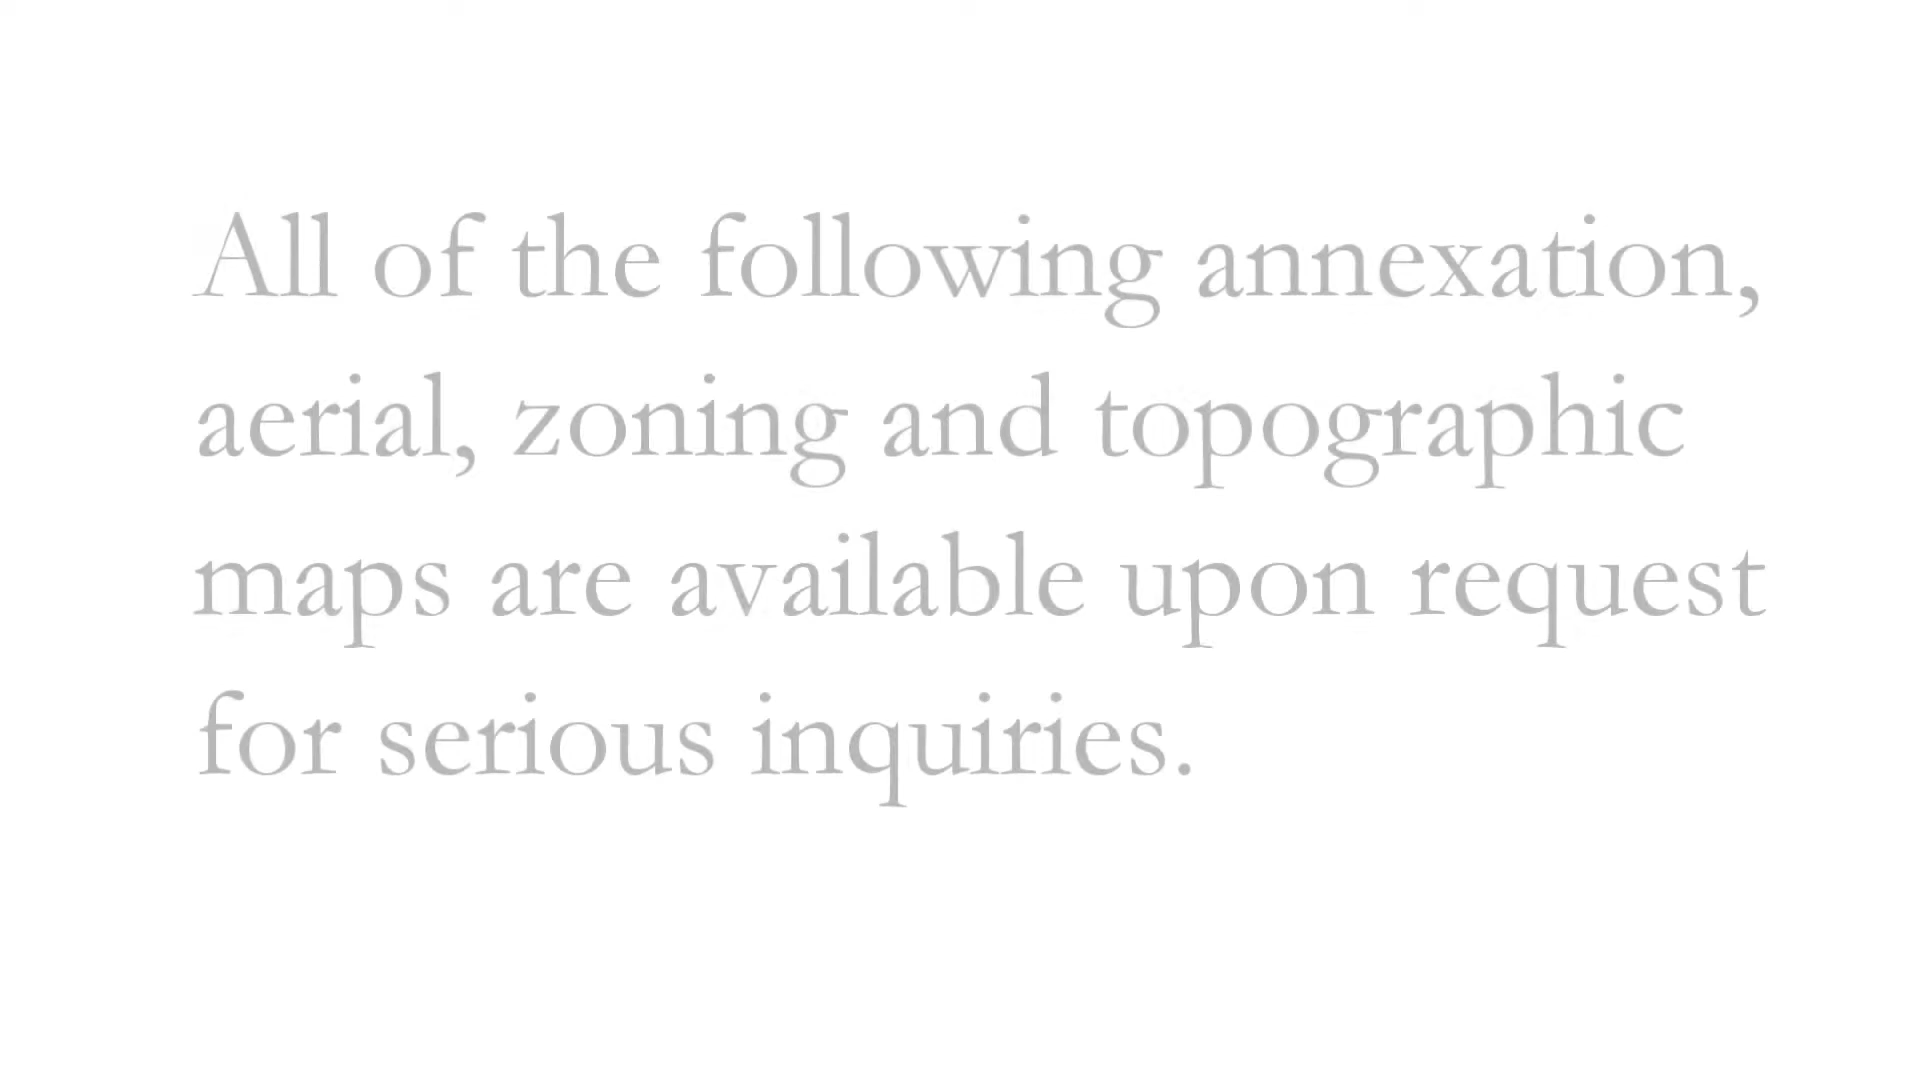 All of the following annexation,
aerial, zoning and topographic
maps are available upon request
for serious inquiries.